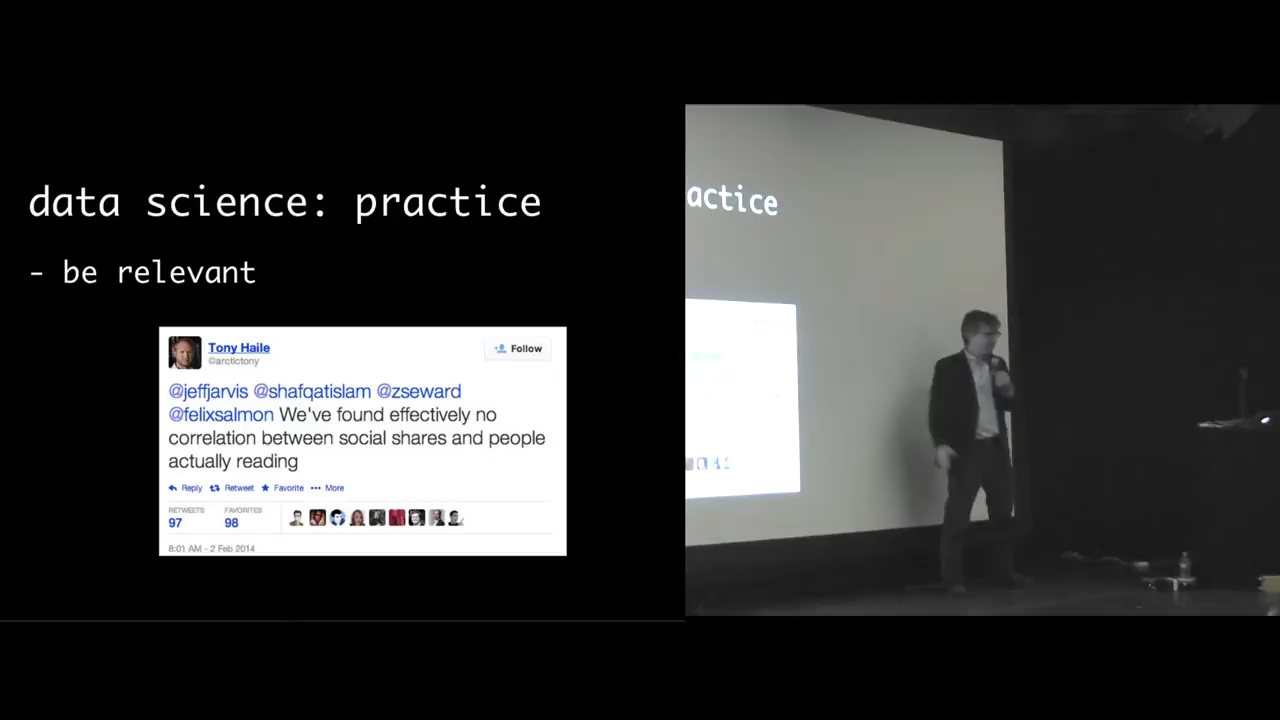 data science: practice
- be relevant
Tony Haile
@arctictony
Follow
@jeffjarvis @shafqatislam @zseward
@felixsalmon We've found effectively no
correlation between social shares and people
actually reading
Reply Retweet Favorite More
RETWEETS FAVORITES
97 98
8:01 AM - 2 Feb 2014
actice